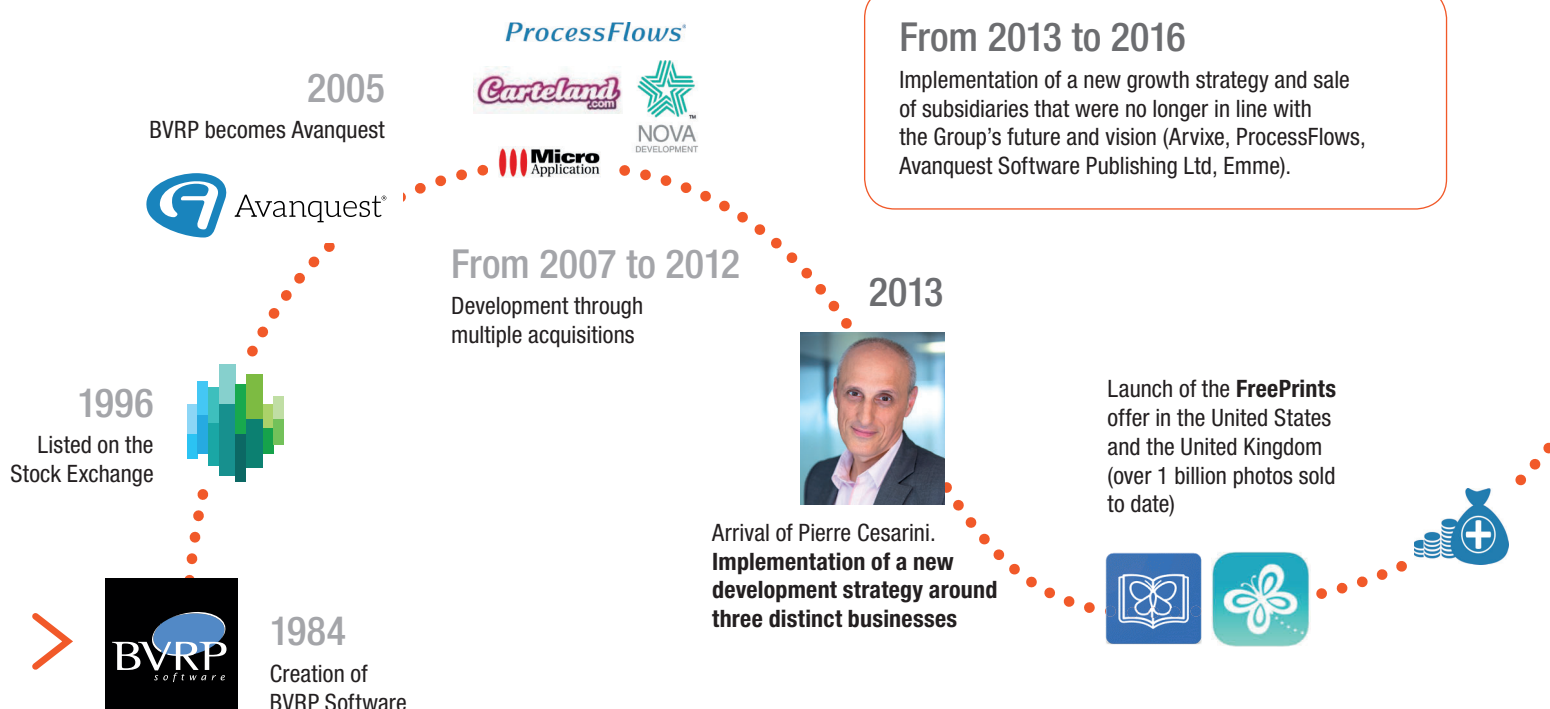 1984
Creation of
BVRP Software
BVRP
software
1996
Listed on the
Stock Exchange
2005
BVRP becomes Avanquest
Avanquest®
ProcessFlows®
Carteland
.com
NOVA™
DEVELOPMENT
Micro
Application
From 2007 to 2012
Development through
multiple acquisitions
2013
Arrival of Pierre Cesarini.
Implementation of a new
development strategy around
three distinct businesses
From 2013 to 2016
Implementation of a new growth strategy and sale
of subsidiaries that were no longer in line with
the Group’s future and vision (Arvixe, ProcessFlows,
Avanquest Software Publishing Ltd, Emme).
Launch of the FreePrints
offer in the United States
and the United Kingdom
(over 1 billion photos sold
to date)